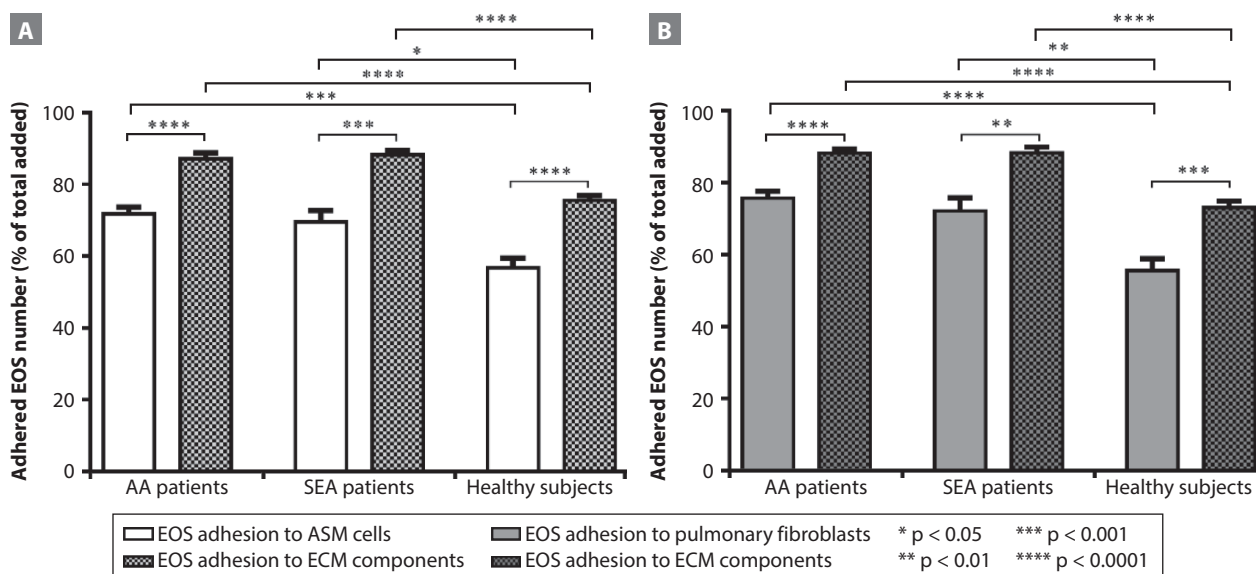 A
****
*
****
***
****
***
****
Adhered EOS number (% of total added)
100
80
60
40
20
0
AA patients
SEA patients
Healthy subjects
B
****
**
****
****
****
**
***
Adhered EOS number (% of total added)
100
80
60
40
20
0
AA patients
SEA patients
Healthy subjects
EOS adhesion to ASM cells
EOS adhesion to pulmonary fibroblasts
* p < 0.05
*** p < 0.001
EOS adhesion to ECM components
EOS adhesion to ECM components
** p < 0.01
**** p < 0.0001